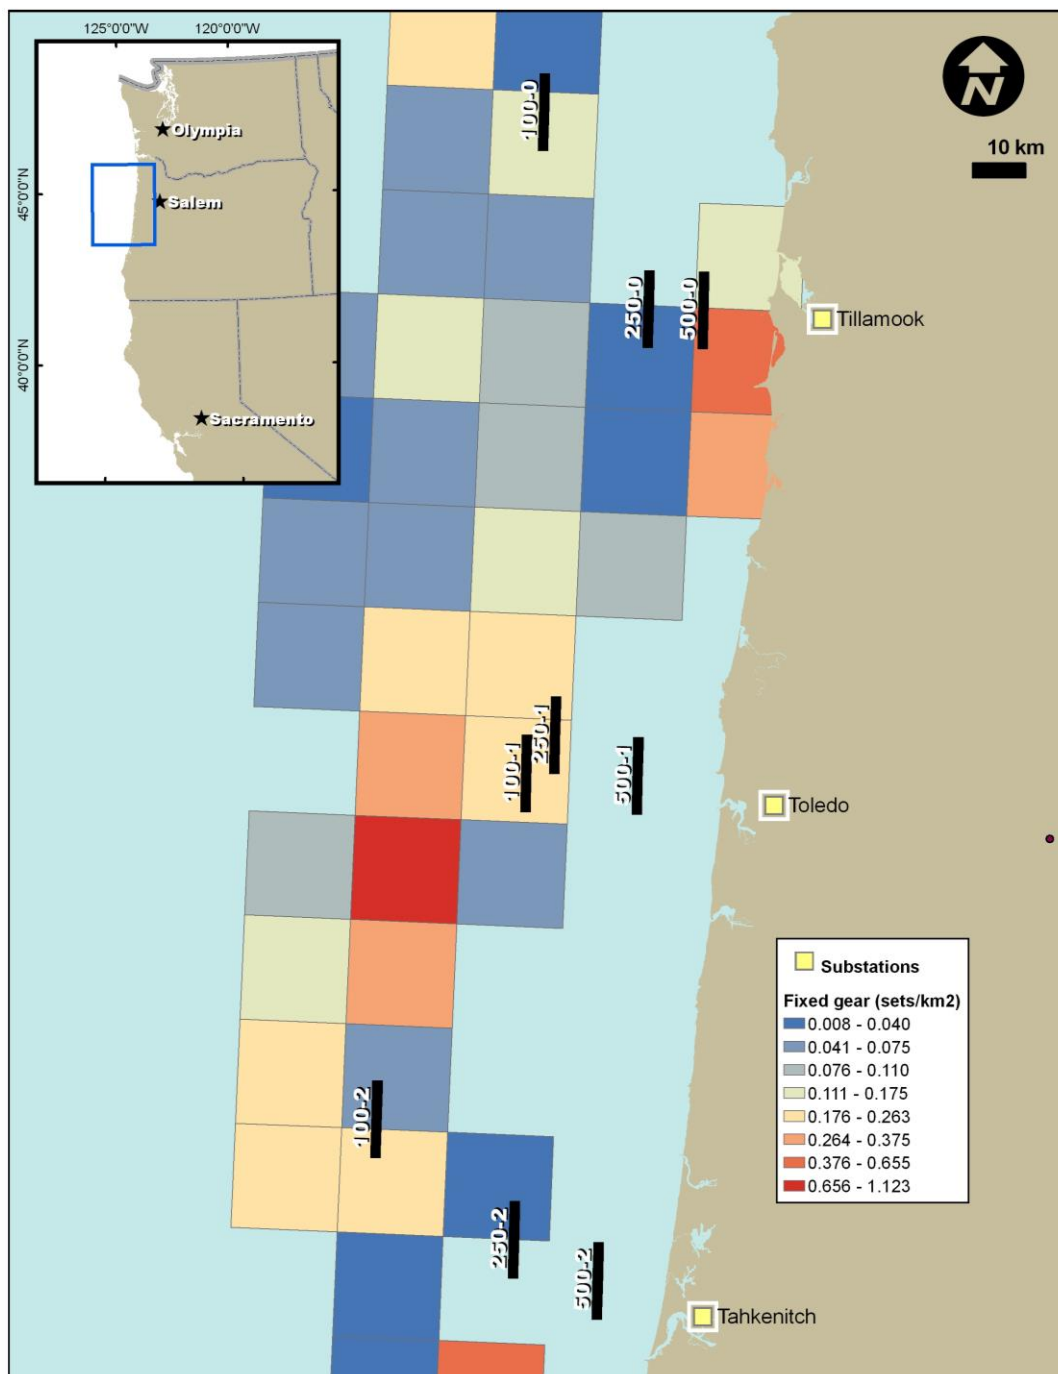 125°0'0"W
120°0'0"W
45°0'0"N
40°0'0"N
Olympia
Salem
Sacramento
N
10 km
100-0
250-0
500-0
Tillamook
250-1
100-1
500-1
Toledo
Substations
Fixed gear (sets/km2)
0.008 - 0.040
0.041 - 0.075
0.076 - 0.110
0.111 - 0.175
0.176 - 0.263
0.264 - 0.375
0.376 - 0.655
0.656 - 1.123
100-2
250-2
500-2
Tahkenitch